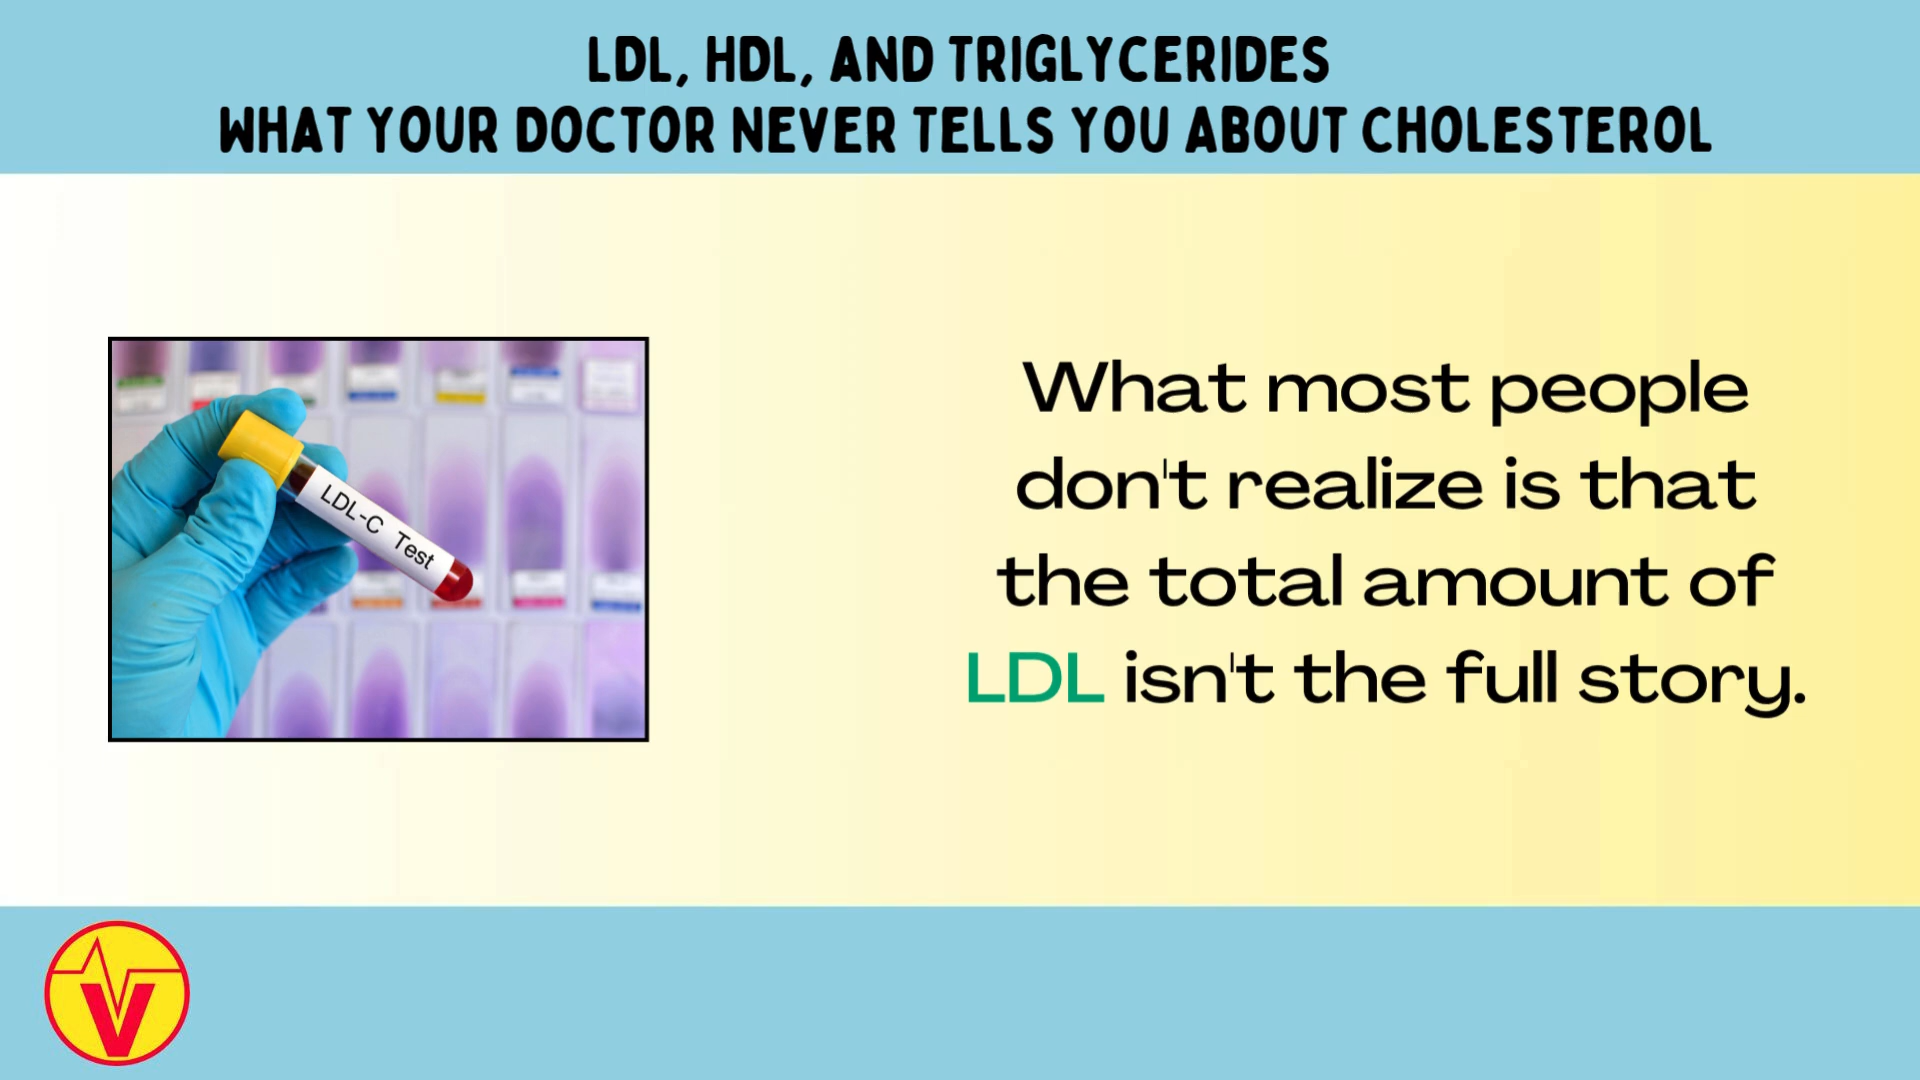 LDL, HDL, AND TRIGLYCERIDES
WHAT YOUR DOCTOR NEVER TELLS YOU ABOUT CHOLESTEROL
LDL-C Test
What most people
don't realize is that
the total amount of
LDL isn't the full story.
V